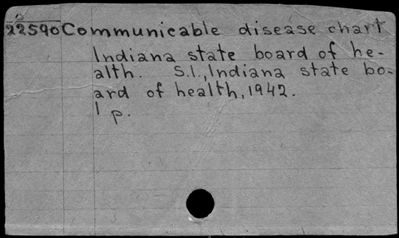 22590 Communicable disease chart
Indiana state board of he-
alth. S.l., Indiana state bo-
ard of health, 1942.
1 p.